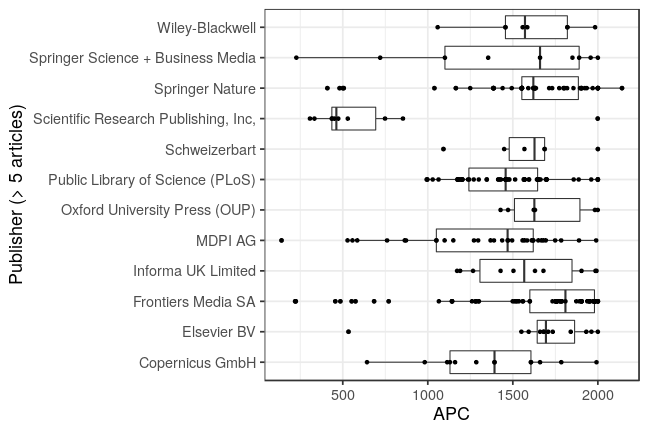 Publisher (> 5 articles)
Wiley-Blackwell
Springer Science + Business Media
Springer Nature
Scientific Research Publishing, Inc,
Schweizerbart
Public Library of Science (PLoS)
Oxford University Press (OUP)
MDPI AG
Informa UK Limited
Frontiers Media SA
Elsevier BV
Copernicus GmbH
500 1000 1500 2000
APC